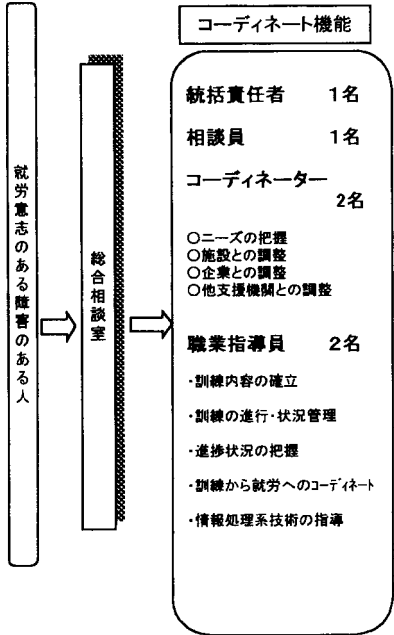 コーディネート機能
就労意志のある障害のある人
総合相談室
統括責任者 1名
相談員 1名
コーディネーター
2名
○ニーズの把握
○施設との調整
○企業との調整
○他支援機関との調整
職業指導員 2名
・訓練内容の確立
・訓練の進行・状況管理
・進捗状況の把握
・訓練から就労へのコーディネート
・情報処理系技術の指導